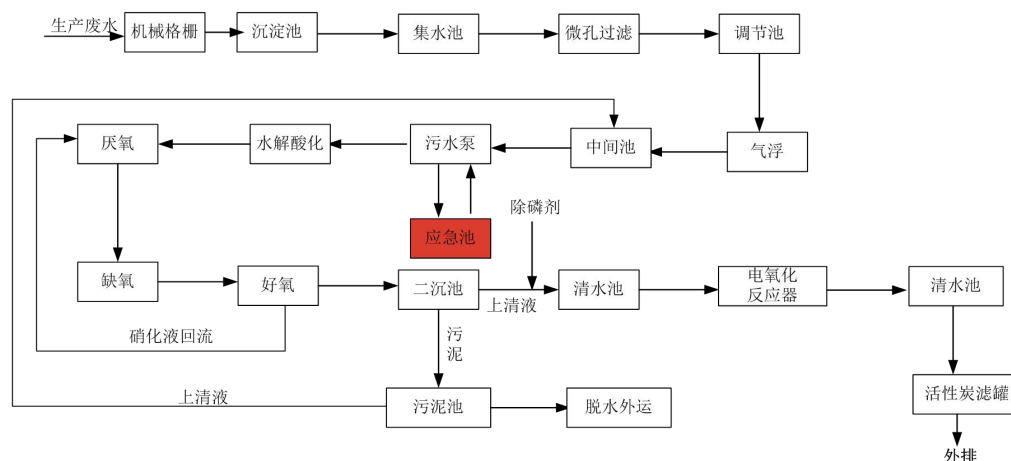 生产废水
机械格栅
沉淀池
集水池
微孔过滤
调节池
厌氧
水解酸化
污水泵
中间池
气浮
除磷剂
应急池
缺氧
好氧
二沉池
上清液
清水池
电氧化
反应器
清水池
硝化液回流
污
泥
上清液
污泥池
脱水外运
活性炭滤罐
外排